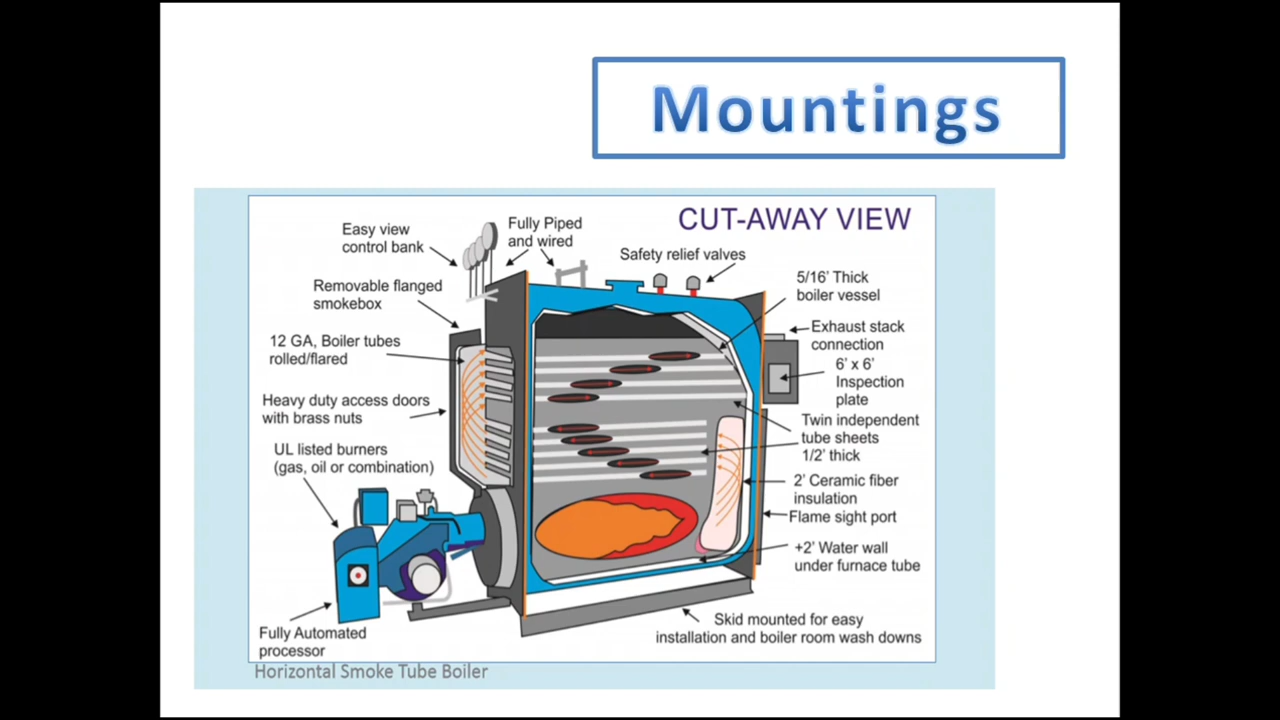 Mountings
CUT-AWAY VIEW
Easy view
control bank
Fully Piped
and wired
Safety relief valves
Removable flanged
smokebox
5/16' Thick
boiler vessel
12 GA, Boiler tubes
rolled/flared
Exhaust stack
connection
6' x 6'
Inspection
plate
Heavy duty access doors
with brass nuts
Twin independent
tube sheets
1/2' thick
UL listed burners
(gas, oil or combination)
2' Ceramic fiber
insulation
Flame sight port
+2' Water wall
under furnace tube
Skid mounted for easy
installation and boiler room wash downs
Fully Automated
processor
Horizontal Smoke Tube Boiler